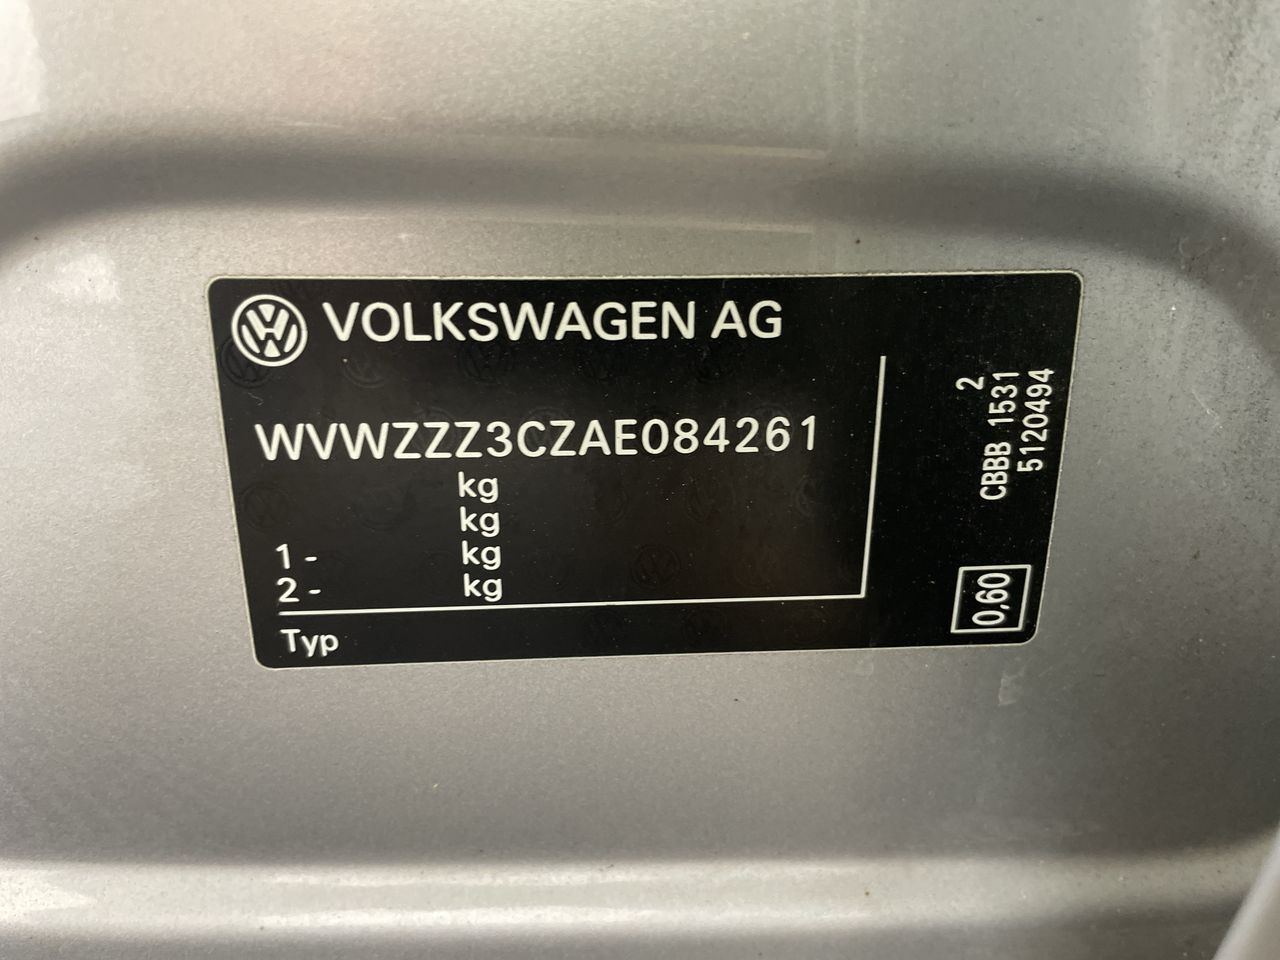 VOLKSWAGEN AG
WVWZZZ3CZAE084261
kg
kg
1 - kg
2 - kg
Typ
2
CBBB 1531
5120494
0,60